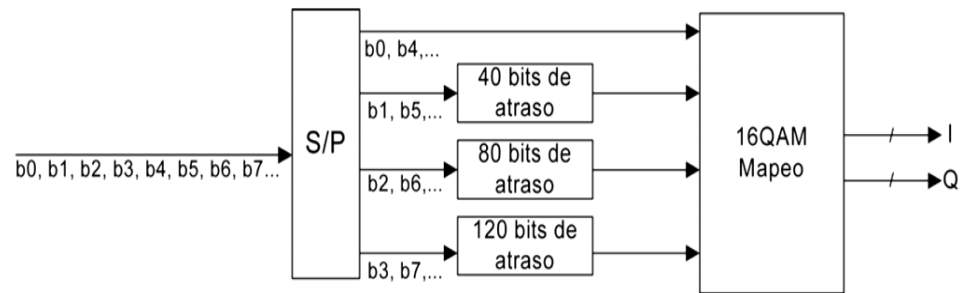 b0, b1, b2, b3, b4, b5, b6, b7...
S/P
b0, b4,...
b1, b5,...
40 bits de
atraso
b2, b6,...
80 bits de
atraso
b3, b7,...
120 bits de
atraso
16QAM
Mapeo
I
Q